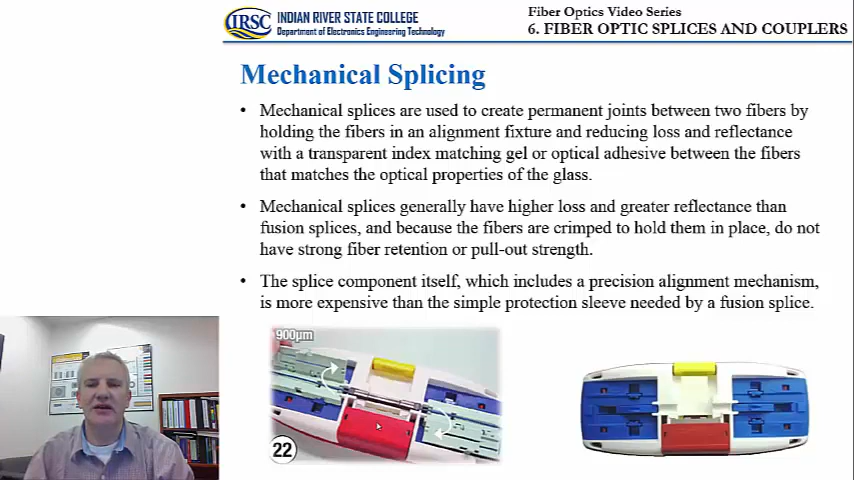 IRSC
INDIAN RIVER STATE COLLEGE
Department of Electronics Engineering Technology
Fiber Optics Video Series
6. FIBER OPTIC SPLICES AND COUPLERS
Mechanical Splicing
• Mechanical splices are used to create permanent joints between two fibers by
holding the fibers in an alignment fixture and reducing loss and reflectance
with a transparent index matching gel or optical adhesive between the fibers
that matches the optical properties of the glass.
• Mechanical splices generally have higher loss and greater reflectance than
fusion splices, and because the fibers are crimped to hold them in place, do not
have strong fiber retention or pull-out strength.
• The splice component itself, which includes a precision alignment mechanism,
is more expensive than the simple protection sleeve needed by a fusion splice.
900µm
22